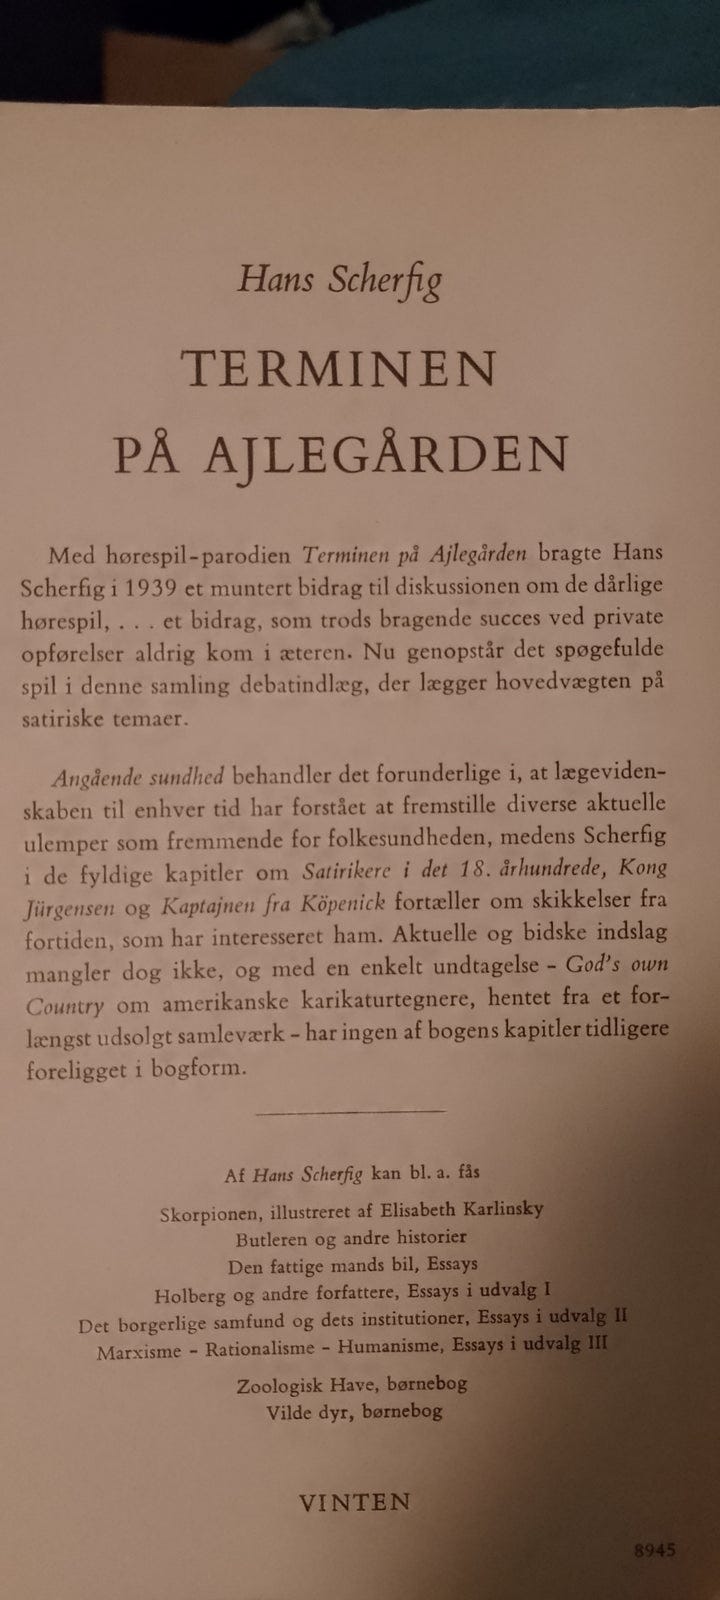 Hans Scherfig
TERMINEN
PÅ AJLEGÅRDEN
Med hørespil-parodien Terminen på Ajlegården bragte Hans
Scherfig i 1939 et muntert bidrag til diskussionen om de dårlige
hørespil, . . . et bidrag, som trods bragende succes ved private
opførelser aldrig kom i æteren. Nu genopstår det spøgefulde
spil i denne samling debatindlæg, der lægger hovedvægten på
satiriske temaer.
Angående sundhed behandler det forunderlige i, at lægeviden-
skaben til enhver tid har forstået at fremstille diverse aktuelle
ulemper som fremmende for folkesundheden, medens Scherfig
i de fyldige kapitler om Satirikere i det 18. århundrede, Kong
Jürgensen og Kaptajnen fra Köpenick fortæller om skikkelser fra
fortiden, som har interesseret ham. Aktuelle og bidske indslag
mangler dog ikke, og med en enkelt undtagelse – God's own
Country om amerikanske karikaturtegnere, hentet fra et for-
længst udsolgt samleværk – har ingen af bogens kapitler tidligere
foreligget i bogform.
Af Hans Scherfig kan bl. a. fås
Skorpionen, illustreret af Elisabeth Karlinsky
Butleren og andre historier
Den fattige mands bil, Essays
Holberg og andre forfattere, Essays i udvalg I
Det borgerlige samfund og dets institutioner, Essays i udvalg II
Marxisme – Rationalisme – Humanisme, Essays i udvalg III
Zoologisk Have, børnebog
Vilde dyr, børnebog
VINTEN
8945